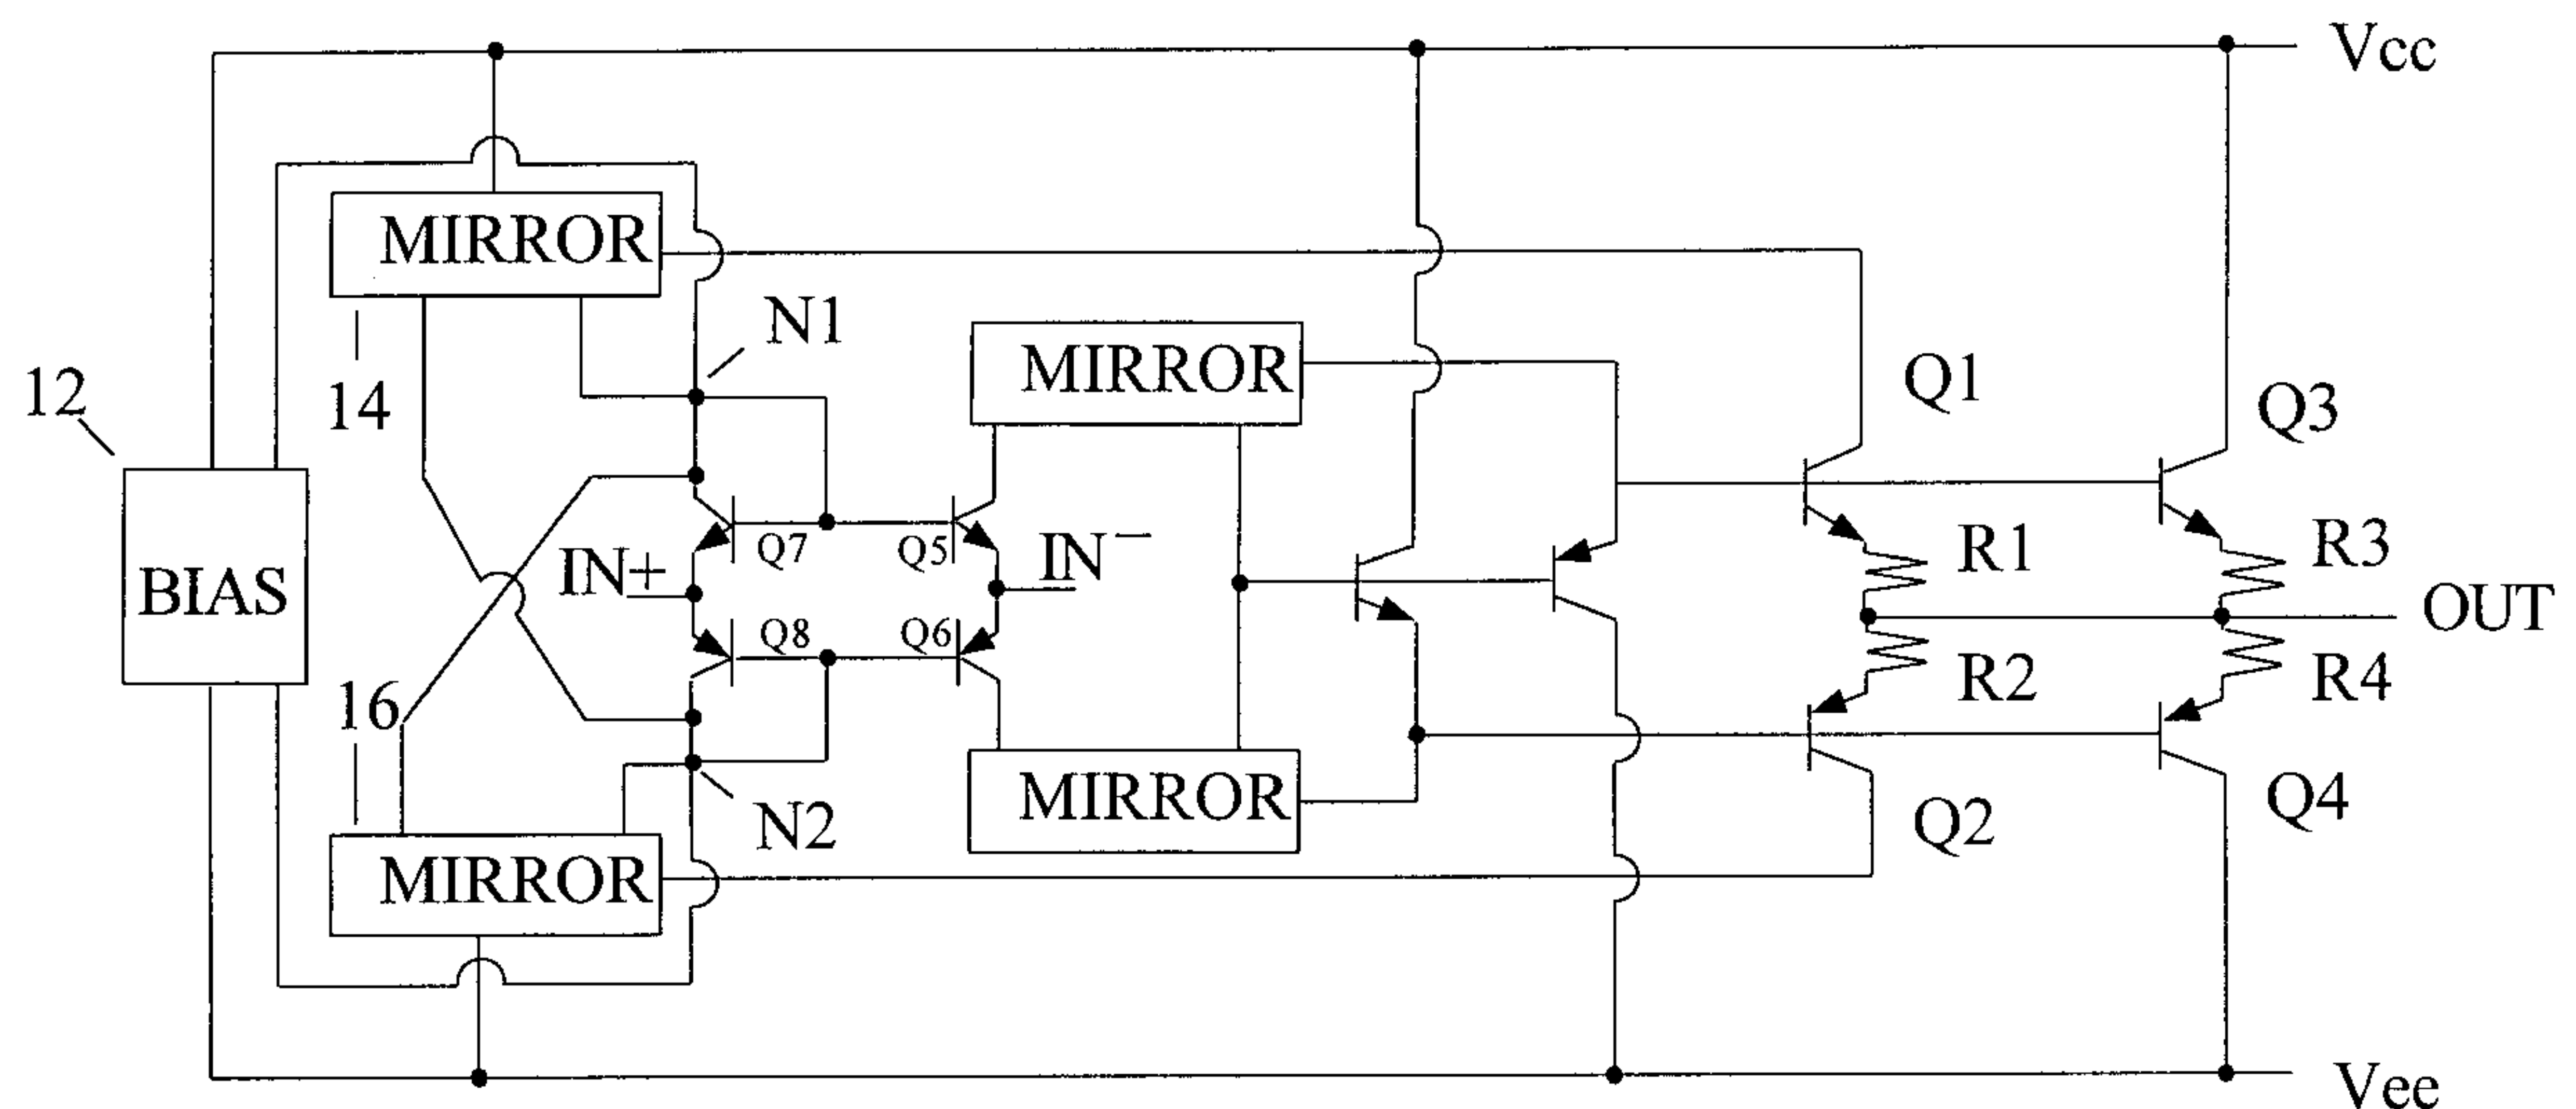 Vcc
MIRROR
N1
12
14
MIRROR
Q1
Q3
BIAS
IN+
Q7
Q5
IN−
R1
R3
OUT
Q8
Q6
R2
R4
16
N2
MIRROR
Q2
Q4
MIRROR
Vee